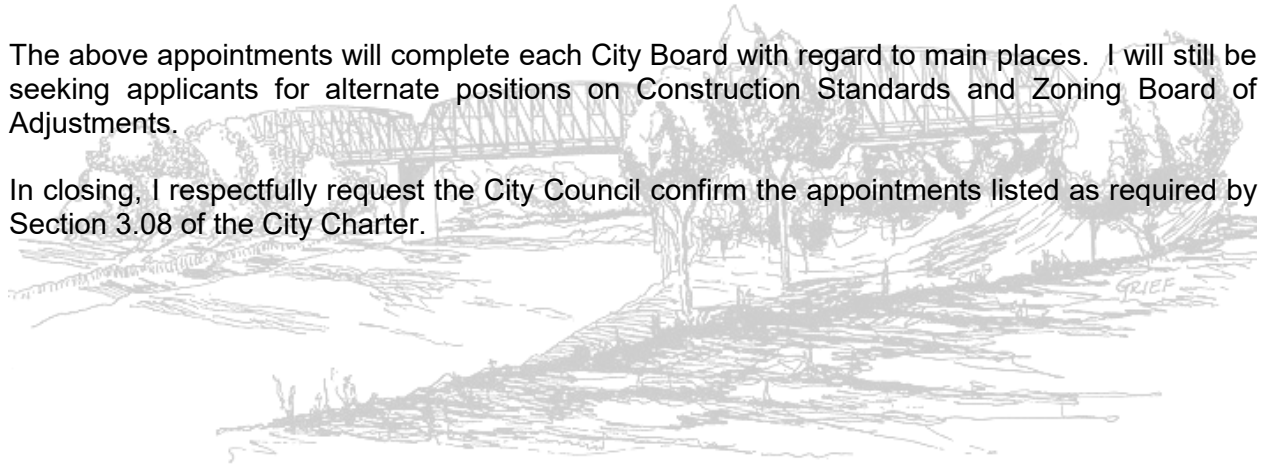 The above appointments will complete each City Board with regard to main places.  I will still be
seeking applicants for alternate positions on Construction Standards and Zoning Board of
Adjustments.
In closing, I respectfully request the City Council confirm the appointments listed as required by
Section 3.08 of the City Charter.
GRIEF